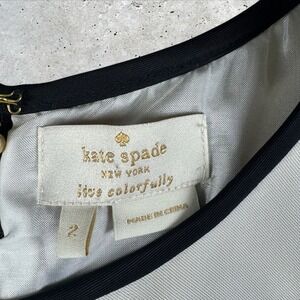 kate spade
NEW YORK
live colorfully
2
MADE IN CHINA